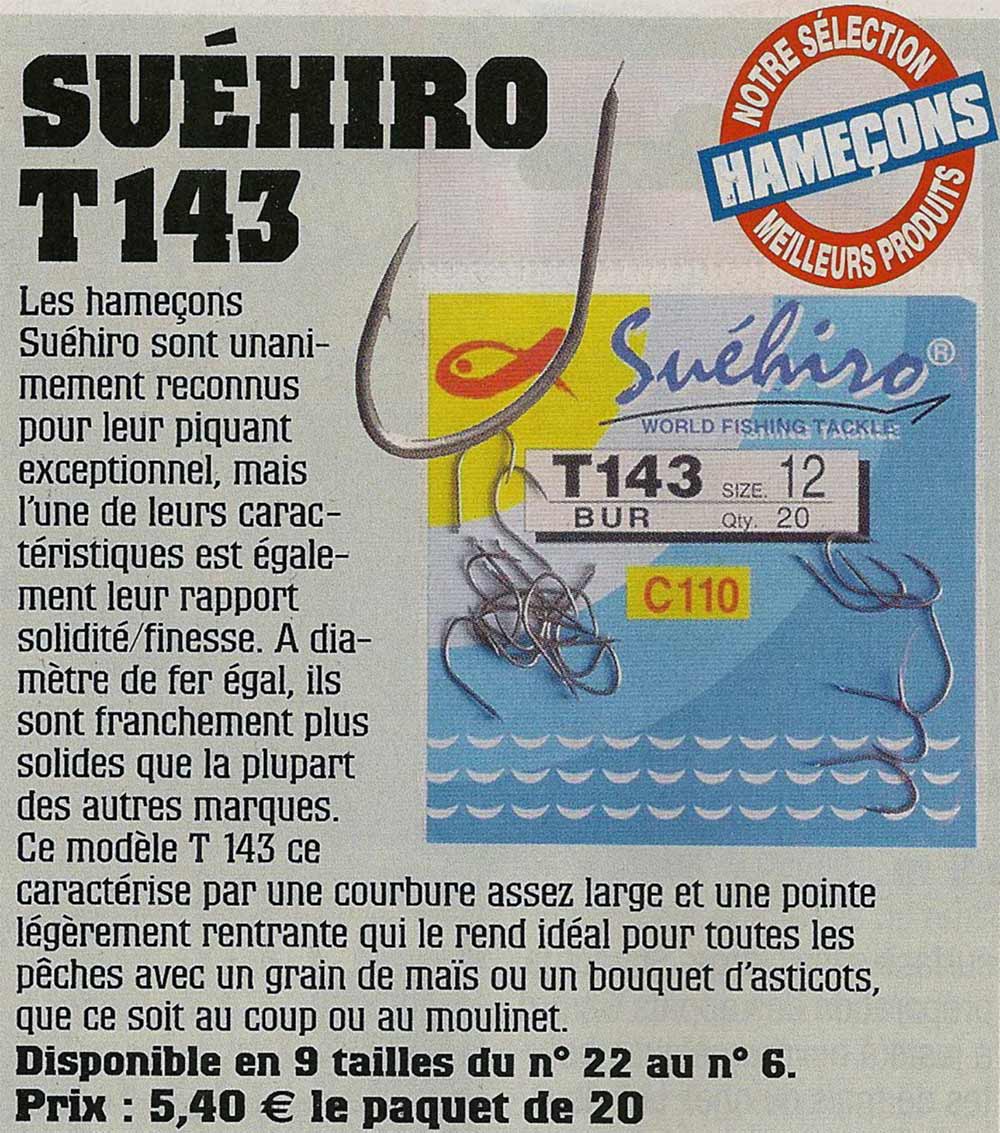 SUÉHIRO
T 143
NOTRE SÉLECTION
HAMEÇONS
MEILLEURS PRODUITS
Les hameçons
Suéhiro sont unani-
mement reconnus
pour leur piquant
exceptionnel, mais
l'une de leurs carac-
téristiques est égale-
ment leur rapport
solidité/finesse. A dia-
mètre de fer égal, ils
sont franchement plus
solides que la plupart
des autres marques.
Ce modèle T 143 ce
caractérise par une courbure assez large et une pointe
légèrement rentrante qui le rend idéal pour toutes les
pêches avec un grain de maïs ou un bouquet d'asticots,
que ce soit au coup ou au moulinet.
Disponible en 9 tailles du n° 22 au n° 6.
Prix : 5,40 € le paquet de 20
Suéhiro®
WORLD FISHING TACKLE
T143 SIZE. 12
BUR Qty. 20
C110